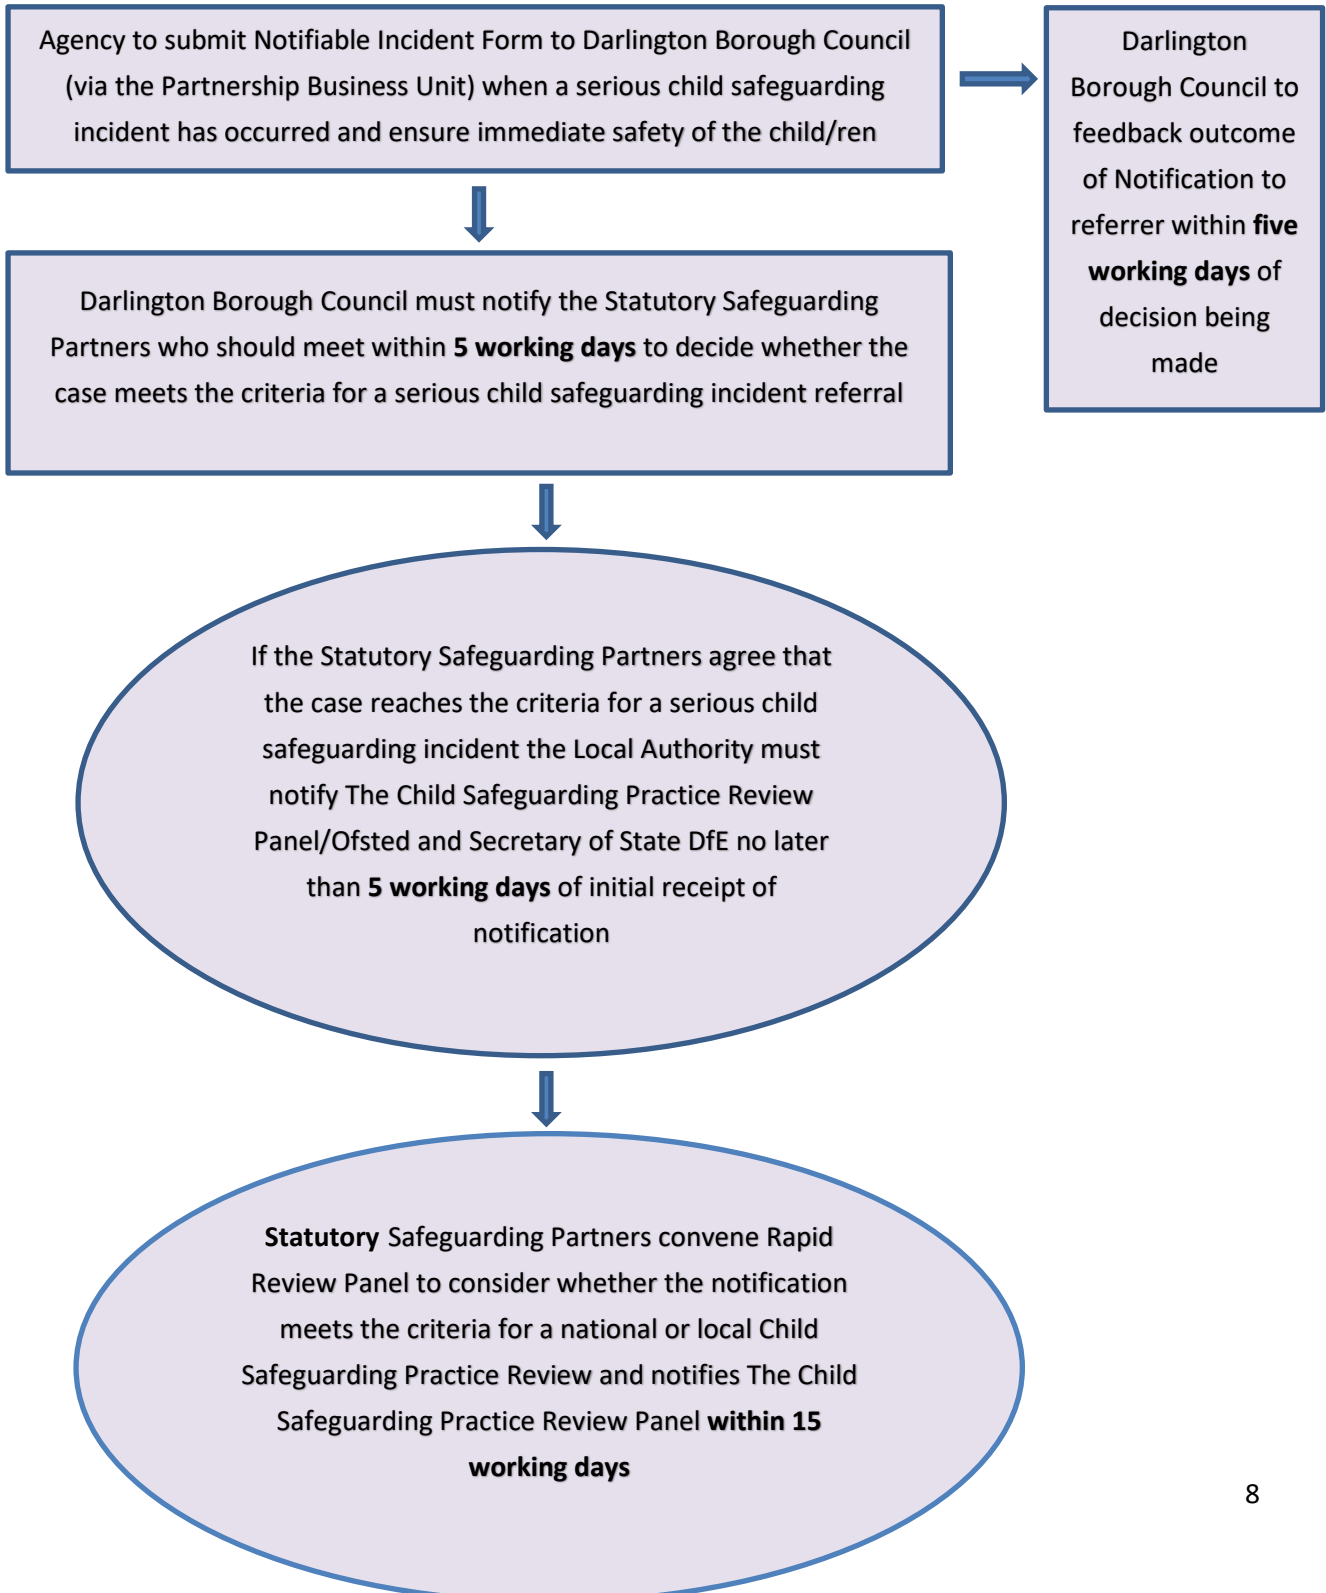 Agency to submit Notifiable Incident Form to Darlington Borough Council
(via the Partnership Business Unit) when a serious child safeguarding
incident has occurred and ensure immediate safety of the child/ren
Darlington
Borough Council to
feedback outcome
of Notification to
referrer within five
working days of
decision being
made
Darlington Borough Council must notify the Statutory Safeguarding
Partners who should meet within 5 working days to decide whether the
case meets the criteria for a serious child safeguarding incident referral
If the Statutory Safeguarding Partners agree that
the case reaches the criteria for a serious child
safeguarding incident the Local Authority must
notify The Child Safeguarding Practice Review
Panel/Ofsted and Secretary of State DfE no later
than 5 working days of initial receipt of
notification
Statutory Safeguarding Partners convene Rapid
Review Panel to consider whether the notification
meets the criteria for a national or local Child
Safeguarding Practice Review and notifies The Child
Safeguarding Practice Review Panel within 15
working days
8